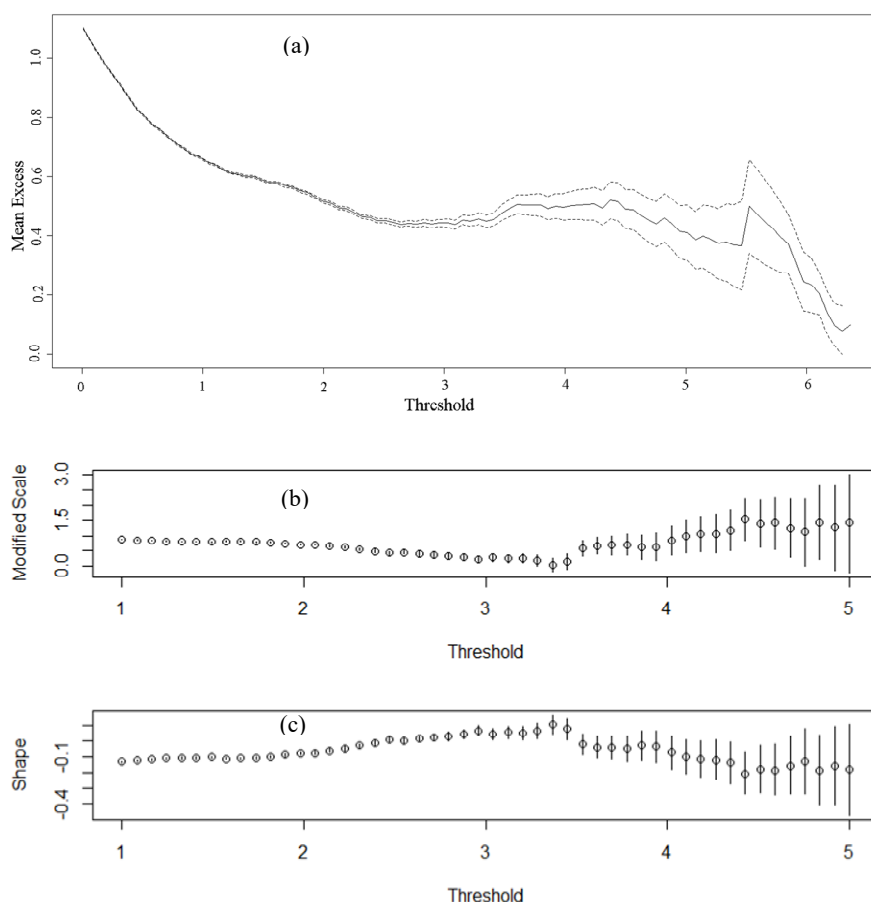 (a)
Mean Excess
1.0
0.8
0.6
0.4
0.2
0.0
0 1 2 3 4 5 6
Threshold
(b)
Modified Scale
3.0
1.5
0.0
1 2 3 4 5
Threshold
(c)
Shape
-0.1
-0.4
1 2 3 4 5
Threshold